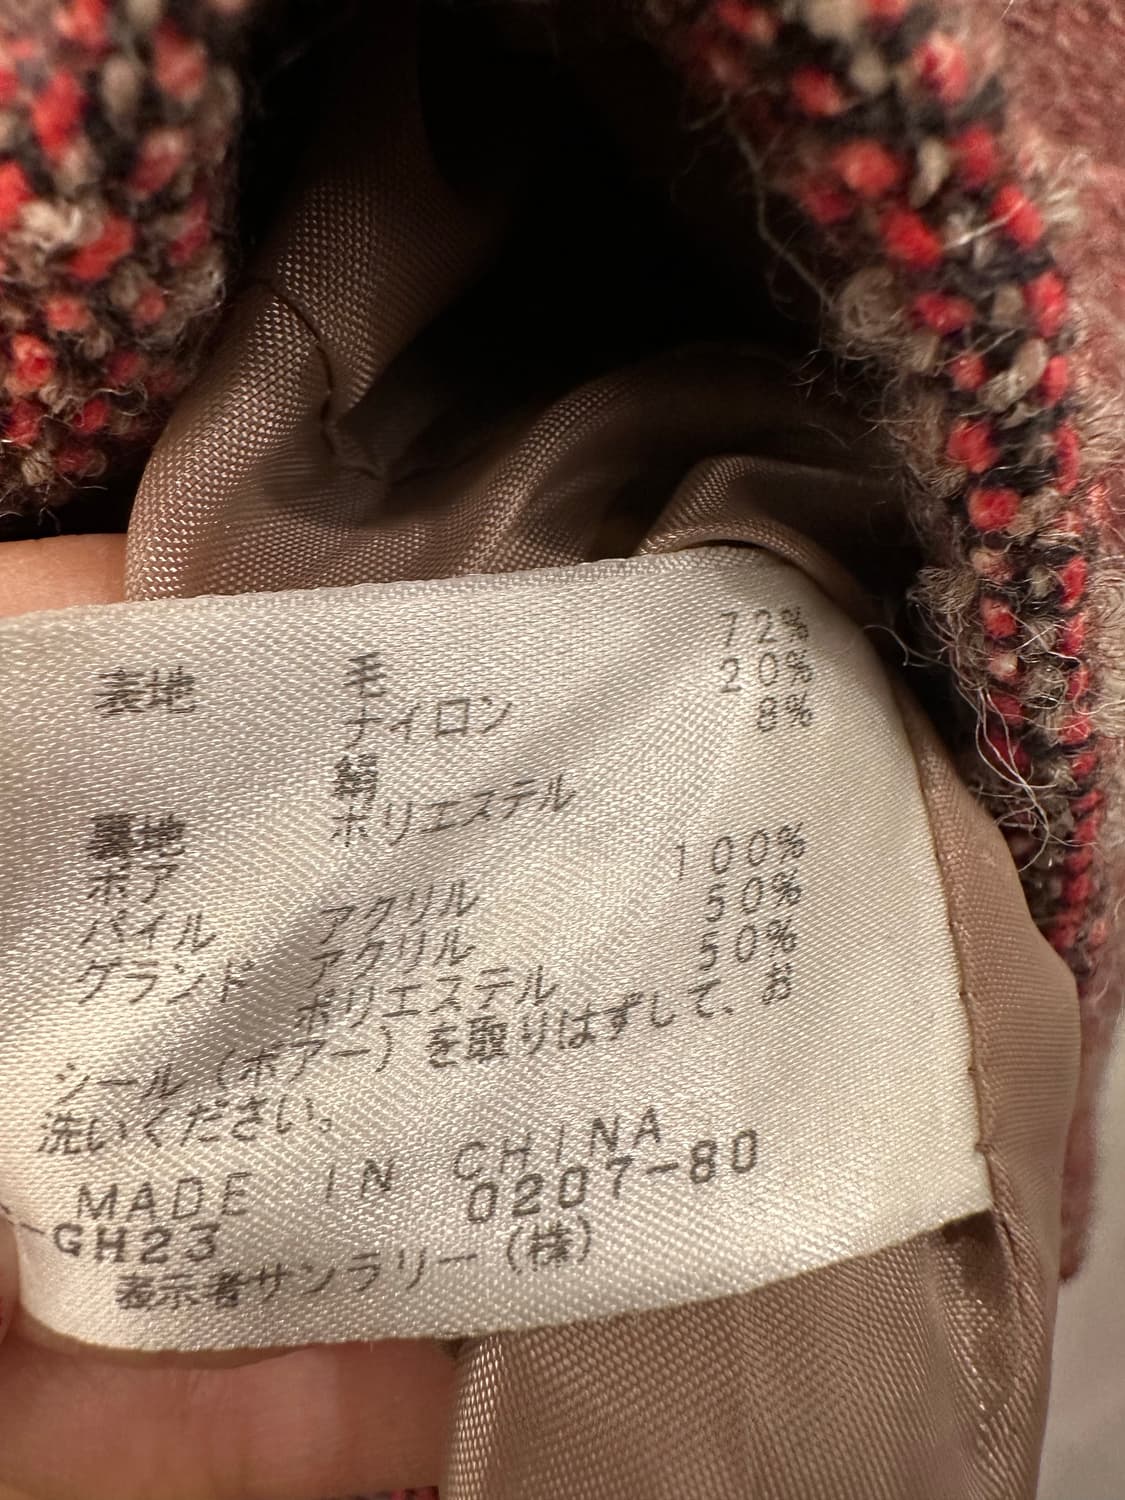 表地 毛 72%
ナイロン 20%
絹 8%
裏地 ポリエステル
ボア
パイル アクリル 100%
グランド アクリル 50%
ポリエステル 50%
シール(ボアー)を取りはずして、お
洗いください。
MADE IN CHINA
-GH23 0207-80
表示者サンラリー(株)